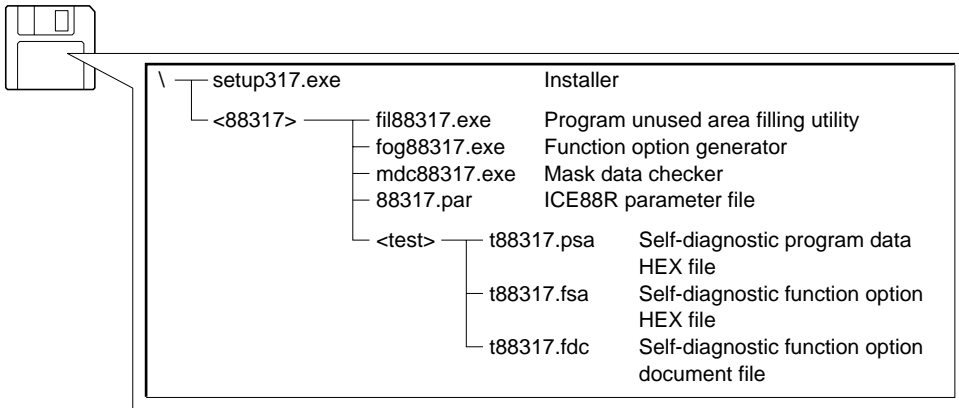 \ setup317.exe Installer
<88317> fil88317.exe Program unused area filling utility
fog88317.exe Function option generator
mdc88317.exe Mask data checker
88317.par ICE88R parameter file
<test> t88317.psa Self-diagnostic program data
HEX file
t88317.fsa Self-diagnostic function option
HEX file
t88317.fdc Self-diagnostic function option
document file